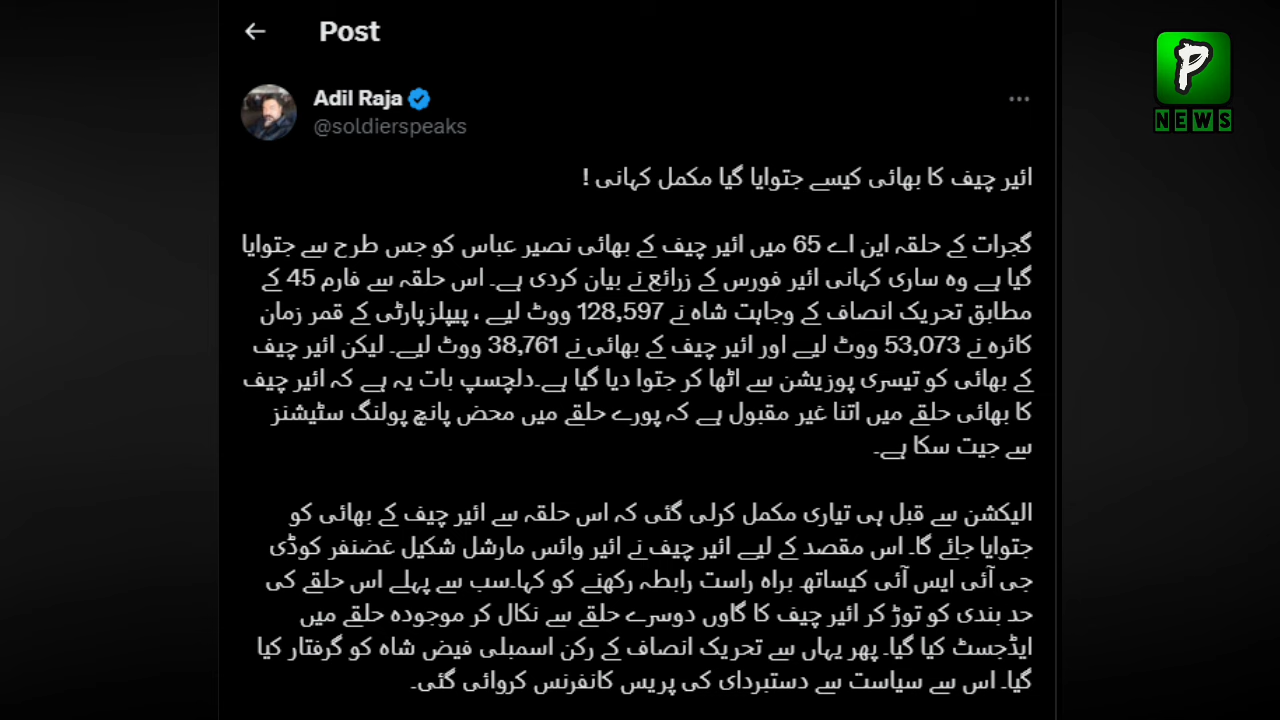 Post
Adil Raja
@soldierspeaks
ائیر چیف کا بھائی کیسے جتوایا گیا مکمل کہانی !
گجرات کے حلقہ این اے 65 میں ائیر چیف کے بھائی نصیر عباس کو جس طرح سے جتوایا
گیا ہے وہ ساری کہانی ائیر فورس کے زرائع نے بیان کردی ہے۔ اس حلقہ سے فارم 45 کے
مطابق تحریک انصاف کے وجاہت شاہ نے 128,597 ووٹ لیے ، پیپلزپارٹی کے قمر زمان
کائرہ نے 53,073 ووٹ لیے اور ائیر چیف کے بھائی نے 38,761 ووٹ لیے۔ لیکن ائیر چیف
کے بھائی کو تیسری پوزیشن سے اٹھا کر جتوا دیا گیا ہے۔دلچسپ بات یہ ہے کہ ائیر چیف
کا بھائی حلقے میں اتنا غیر مقبول ہے کہ پورے حلقے میں محض پانچ پولنگ سٹیشنز
سے جیت سکا ہے۔
الیکشن سے قبل ہی تیاری مکمل کرلی گئی کہ اس حلقہ سے ائیر چیف کے بھائی کو
جتوایا جائے گا۔ اس مقصد کے لیے ائیر چیف نے ائیر وائس مارشل شکیل غضنفر کوڈی
جی آئی ایس آئی کیساتھ براہ راست رابطہ رکھنے کو کہا۔سب سے پہلے اس حلقے کی
حد بندی کو توڑ کر ائیر چیف کا گاوں دوسرے حلقے سے نکال کر موجودہ حلقے میں
ایڈجسٹ کیا گیا۔ پھر یہاں سے تحریک انصاف کے رکن اسمبلی فیض شاہ کو گرفتار کیا
گیا۔ اس سے سیاست سے دستبردای کی پریس کانفرنس کروائی گئی۔
P
NEWS